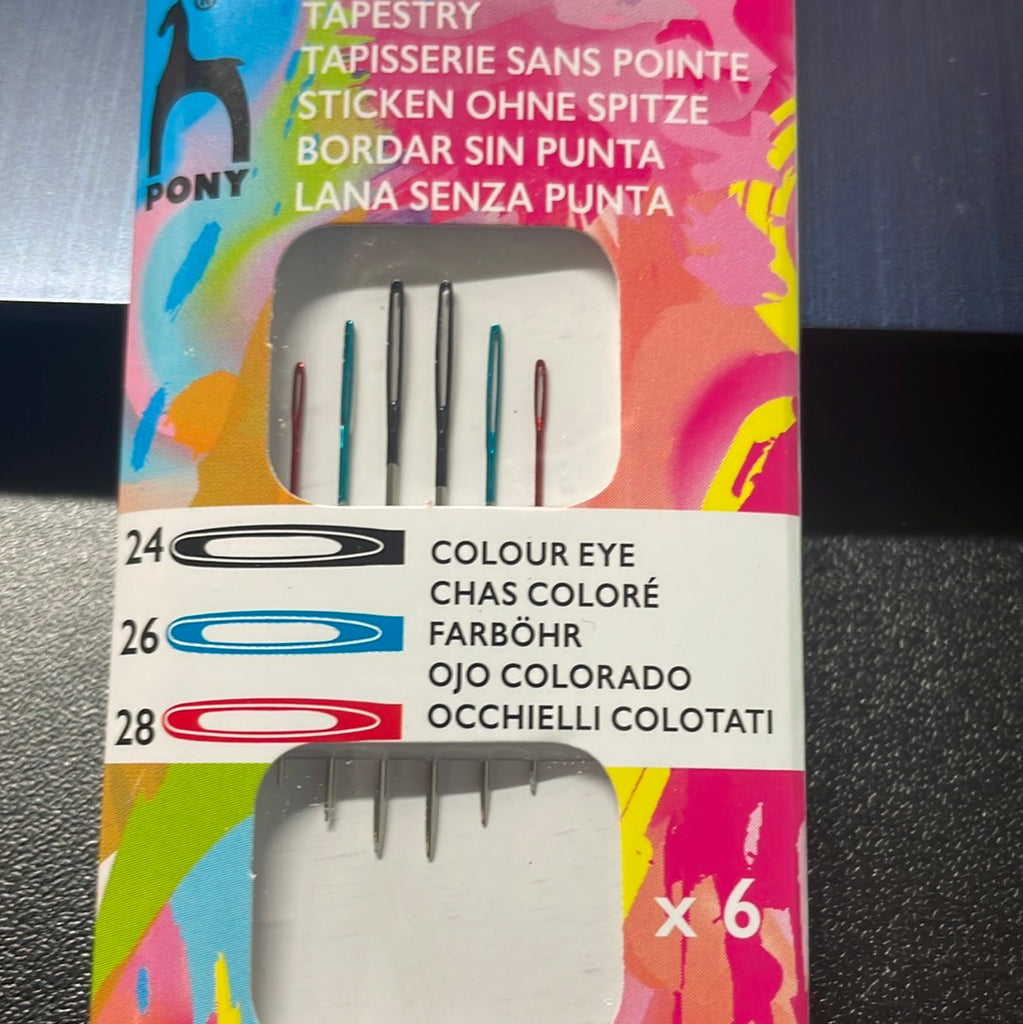 ®
PONY
TAPESTRY
TAPISSERIE SANS POINTE
STICKEN OHNE SPITZE
BORDAR SIN PUNTA
LANA SENZA PUNTA
24
26
28
COLOUR EYE
CHAS COLORÉ
FARBÖHR
OJO COLORADO
OCCHIELLI COLOTATI
x 6